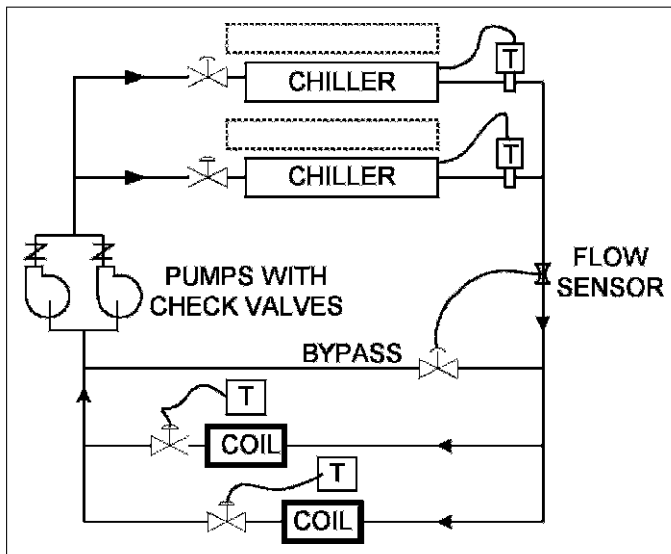 T
CHILLER
T
CHILLER
FLOW
SENSOR
PUMPS WITH
CHECK VALVES
BYPASS
T
COIL
T
COIL